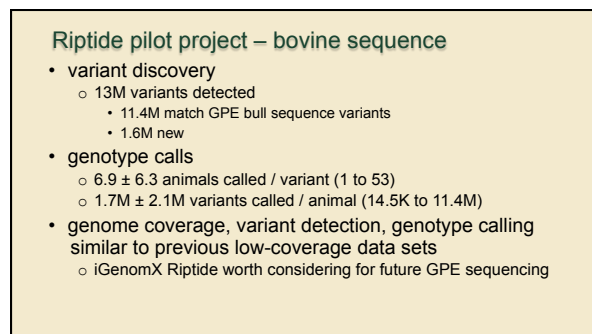 Riptide pilot project – bovine sequence
• variant discovery
o 13M variants detected
• 11.4M match GPE bull sequence variants
• 1.6M new
• genotype calls
o 6.9 ± 6.3 animals called / variant (1 to 53)
o 1.7M ± 2.1M variants called / animal (14.5K to 11.4M)
• genome coverage, variant detection, genotype calling
similar to previous low-coverage data sets
o iGenomX Riptide worth considering for future GPE sequencing